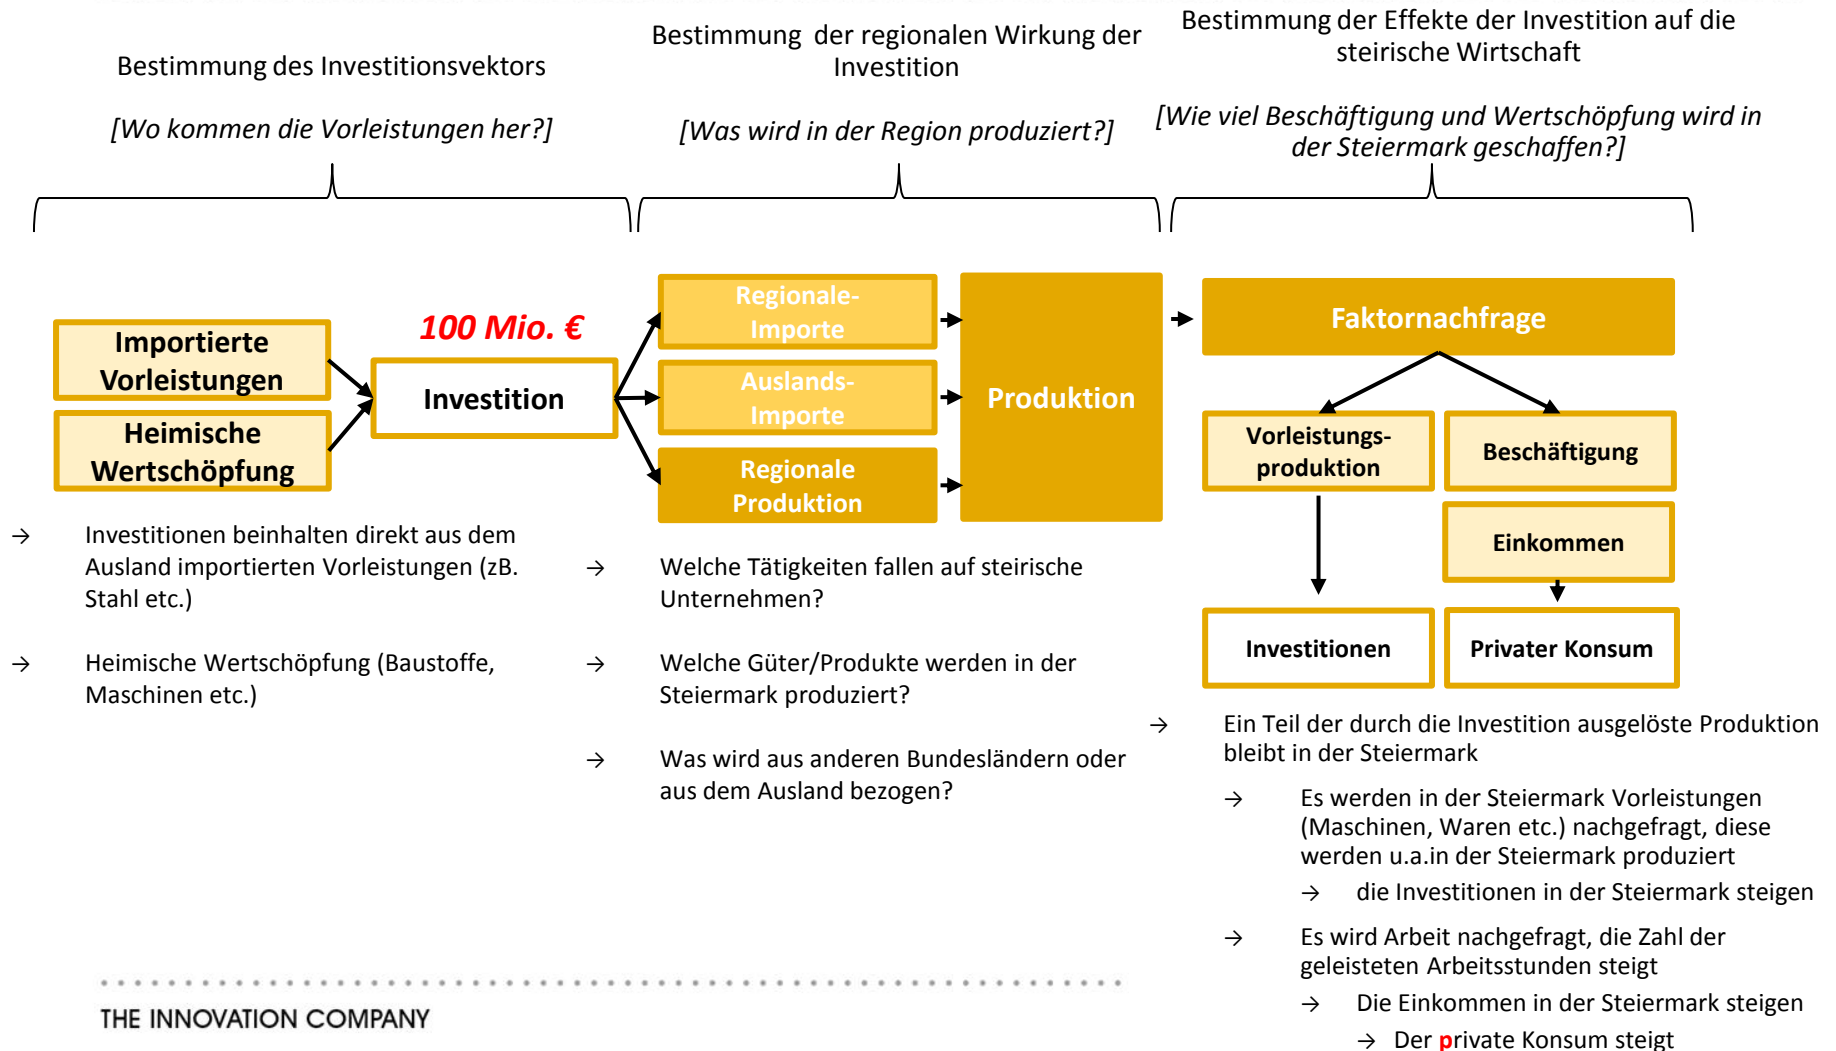 Bestimmung des Investitionsvektors
[Wo kommen die Vorleistungen her?]
Bestimmung der regionalen Wirkung der
Investition
[Was wird in der Region produziert?]
Bestimmung der Effekte der Investition auf die
steirische Wirtschaft
[Wie viel Beschäftigung und Wertschöpfung wird in
der Steiermark geschaffen?]
Importierte
Vorleistungen
Heimische
Wertschöpfung
100 Mio. €
Investition
Regionale-
Importe
Auslands-
Importe
Regionale
Produktion
Produktion
Faktornachfrage
Vorleistungs-
produktion
Beschäftigung
Einkommen
Investitionen
Privater Konsum
→ Investitionen beinhalten direkt aus dem
Ausland importierten Vorleistungen (zB.
Stahl etc.)
→ Heimische Wertschöpfung (Baustoffe,
Maschinen etc.)
→ Welche Tätigkeiten fallen auf steirische
Unternehmen?
→ Welche Güter/Produkte werden in der
Steiermark produziert?
→ Was wird aus anderen Bundesländern oder
aus dem Ausland bezogen?
→ Ein Teil der durch die Investition ausgelöste Produktion
bleibt in der Steiermark
→ Es werden in der Steiermark Vorleistungen
(Maschinen, Waren etc.) nachgefragt, diese
werden u.a.in der Steiermark produziert
→ die Investitionen in der Steiermark steigen
→ Es wird Arbeit nachgefragt, die Zahl der
geleisteten Arbeitsstunden steigt
→ Die Einkommen in der Steiermark steigen
→ Der private Konsum steigt
THE INNOVATION COMPANY